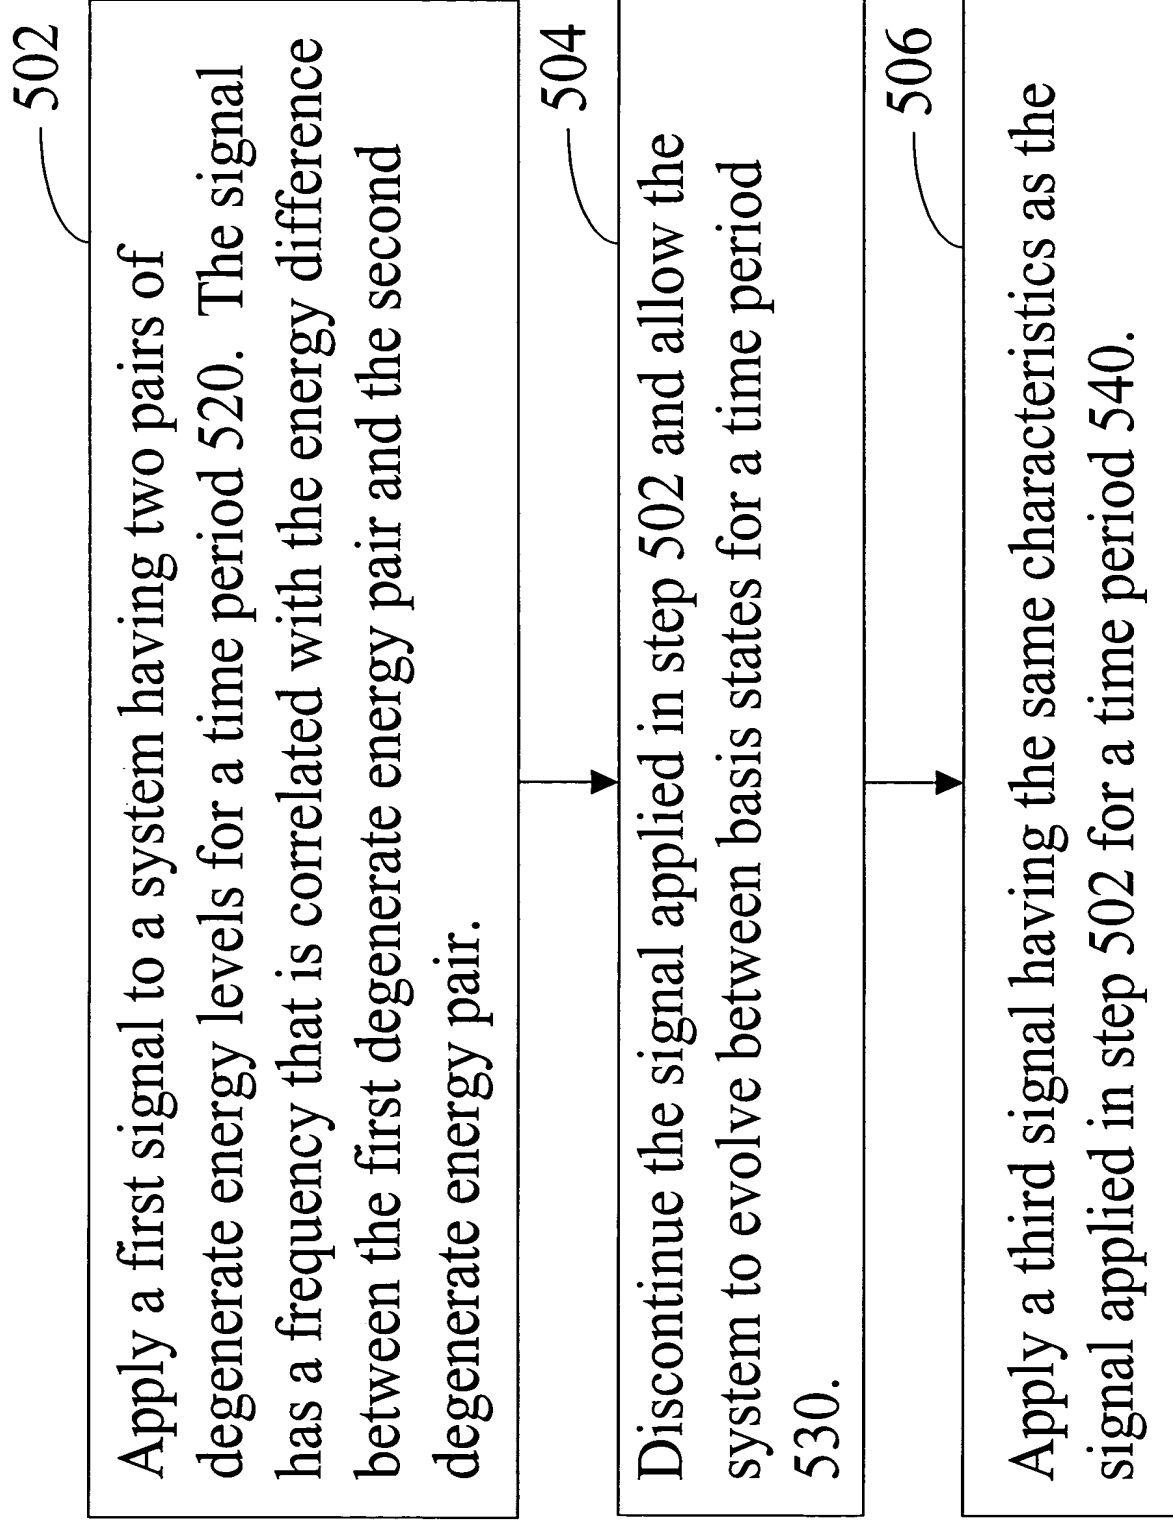 502
Apply a first signal to a system having two pairs of
degenerate energy levels for a time period 520. The signal
has a frequency that is correlated with the energy difference
between the first degenerate energy pair and the second
degenerate energy pair.
504
Discontinue the signal applied in step 502 and allow the
system to evolve between basis states for a time period
530.
506
Apply a third signal having the same characteristics as the
signal applied in step 502 for a time period 540.